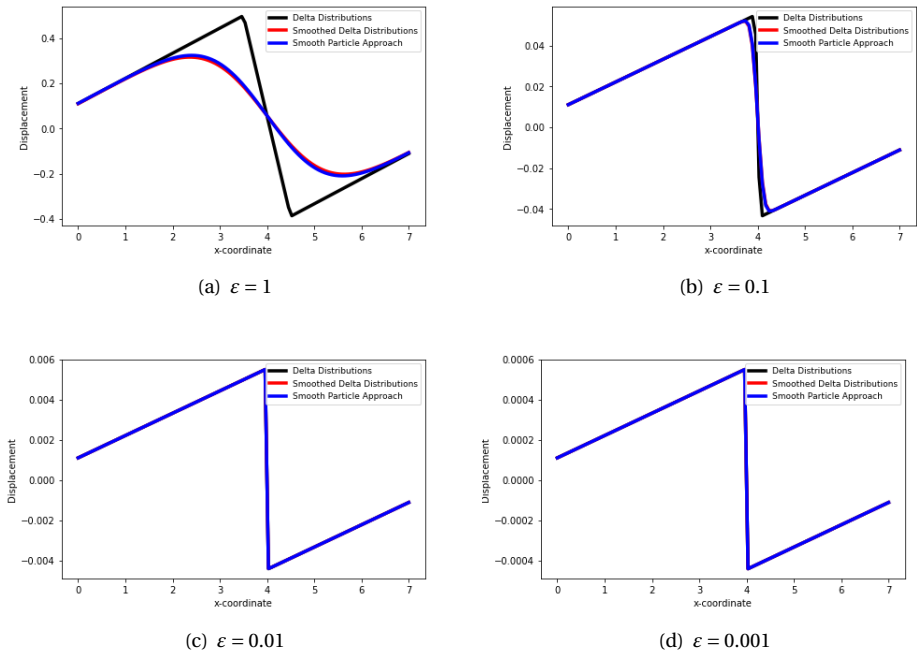 Delta Distributions
Smoothed Delta Distributions
Smooth Particle Approach
0.4
0.2
0.0
−0.2
−0.4
Displacement
0 1 2 3 4 5 6 7
x-coordinate
(a) ε = 1
Delta Distributions
Smoothed Delta Distributions
Smooth Particle Approach
0.04
0.02
0.00
−0.02
−0.04
Displacement
0 1 2 3 4 5 6 7
x-coordinate
(b) ε = 0.1
Delta Distributions
Smoothed Delta Distributions
Smooth Particle Approach
0.006
0.004
0.002
0.000
−0.002
−0.004
Displacement
0 1 2 3 4 5 6 7
x-coordinate
(c) ε = 0.01
Delta Distributions
Smoothed Delta Distributions
Smooth Particle Approach
0.0006
0.0004
0.0002
0.0000
−0.0002
−0.0004
Displacement
0 1 2 3 4 5 6 7
x-coordinate
(d) ε = 0.001